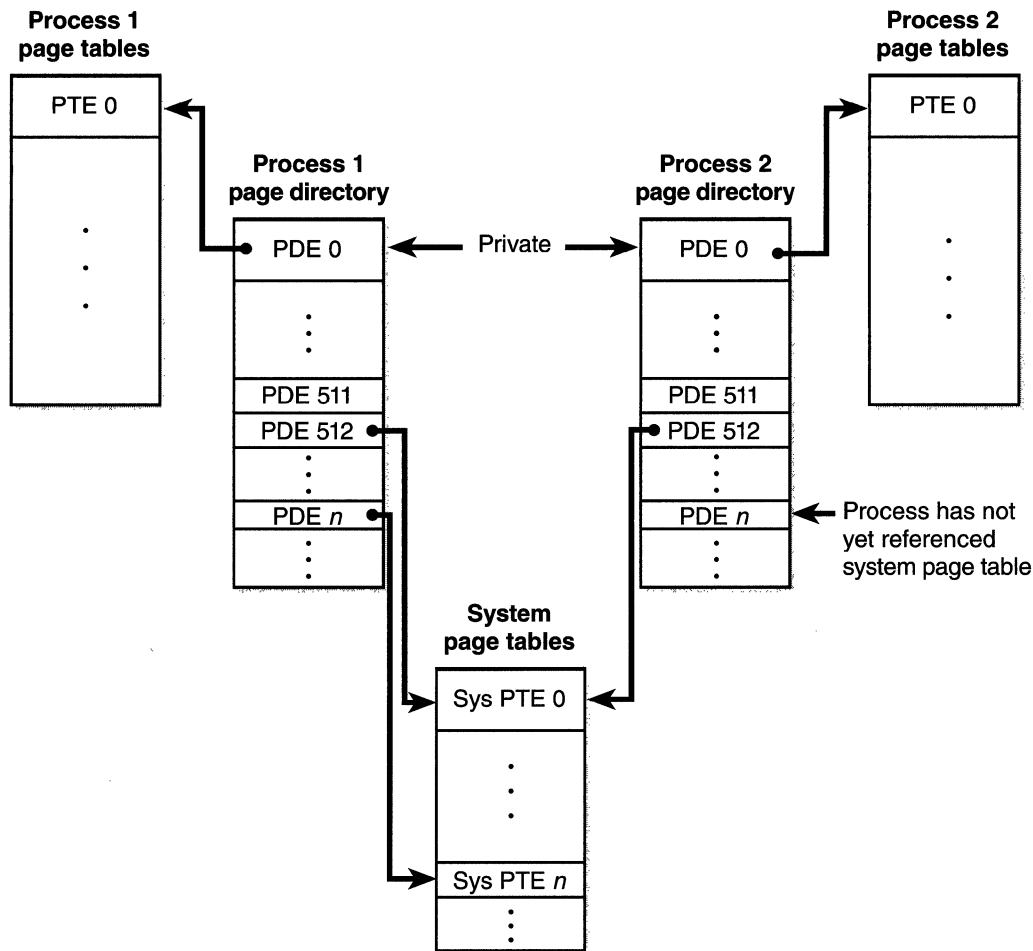 Process 1
page tables
PTE 0
Process 2
page tables
PTE 0
Process 1
page directory
PDE 0
PDE 511
PDE 512
PDE n
Private
Process 2
page directory
PDE 0
PDE 511
PDE 512
PDE n
Process has not
yet referenced
system page table
System
page tables
Sys PTE 0
Sys PTE n